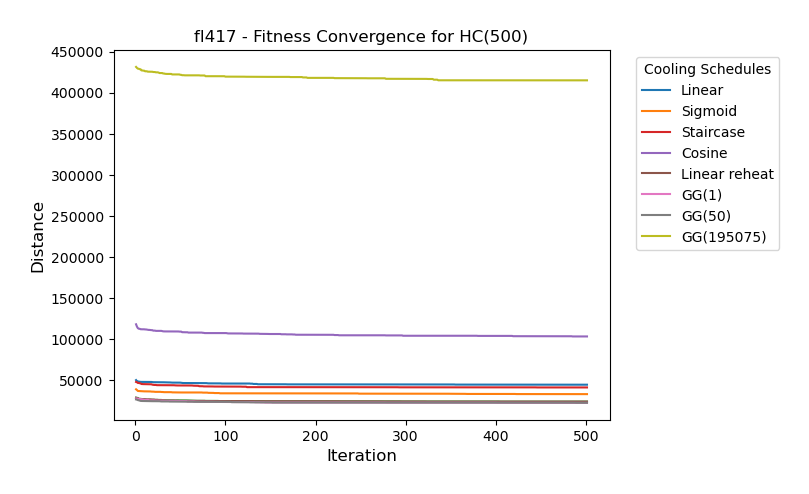 fl417 - Fitness Convergence for HC(500)
450000
400000
350000
300000
250000
200000
150000
100000
50000
Distance
0
100
200
300
400
500
Iteration
Cooling Schedules
Linear
Sigmoid
Staircase
Cosine
Linear reheat
GG(1)
GG(50)
GG(195075)